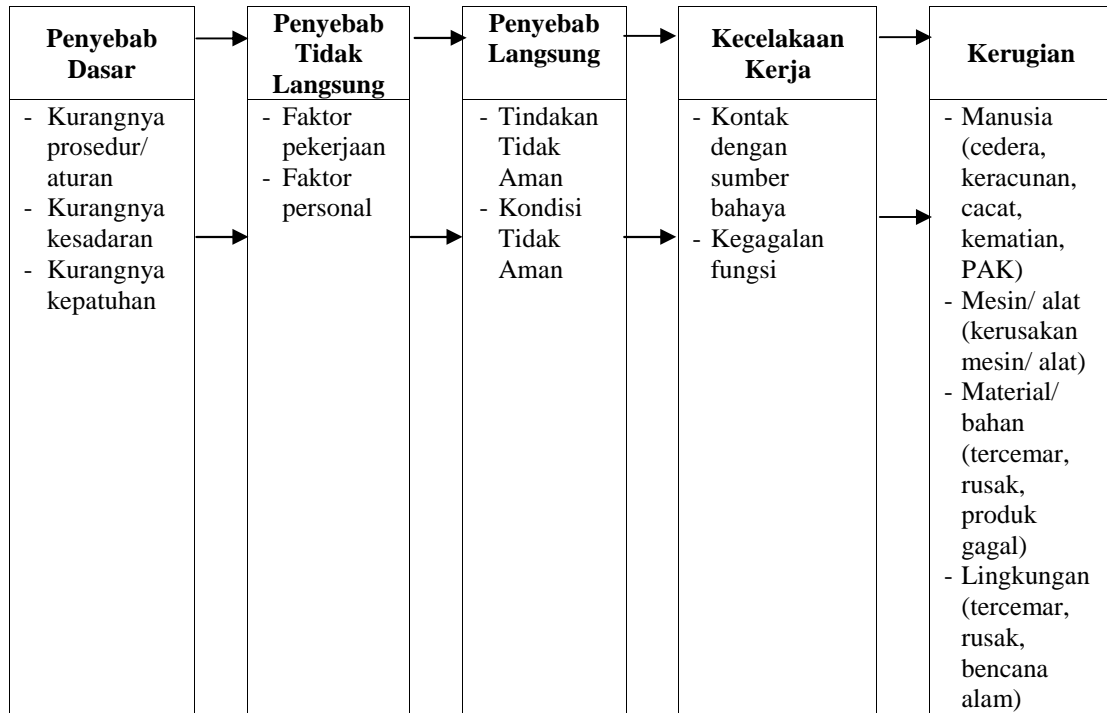 Penyebab
Dasar
- Kurangnya
prosedur/
aturan
- Kurangnya
kesadaran
- Kurangnya
kepatuhan
Penyebab
Tidak
Langsung
- Faktor
pekerjaan
- Faktor
personal
Penyebab
Langsung
- Tindakan
Tidak
Aman
- Kondisi
Tidak
Aman
Kecelakaan
Kerja
- Kontak
dengan
sumber
bahaya
- Kegagalan
fungsi
Kerugian
- Manusia
(cedera,
keracunan,
cacat,
kematian,
PAK)
- Mesin/ alat
(kerusakan
mesin/ alat)
- Material/
bahan
(tercemar,
rusak,
produk
gagal)
- Lingkungan
(tercemar,
rusak,
bencana
alam)